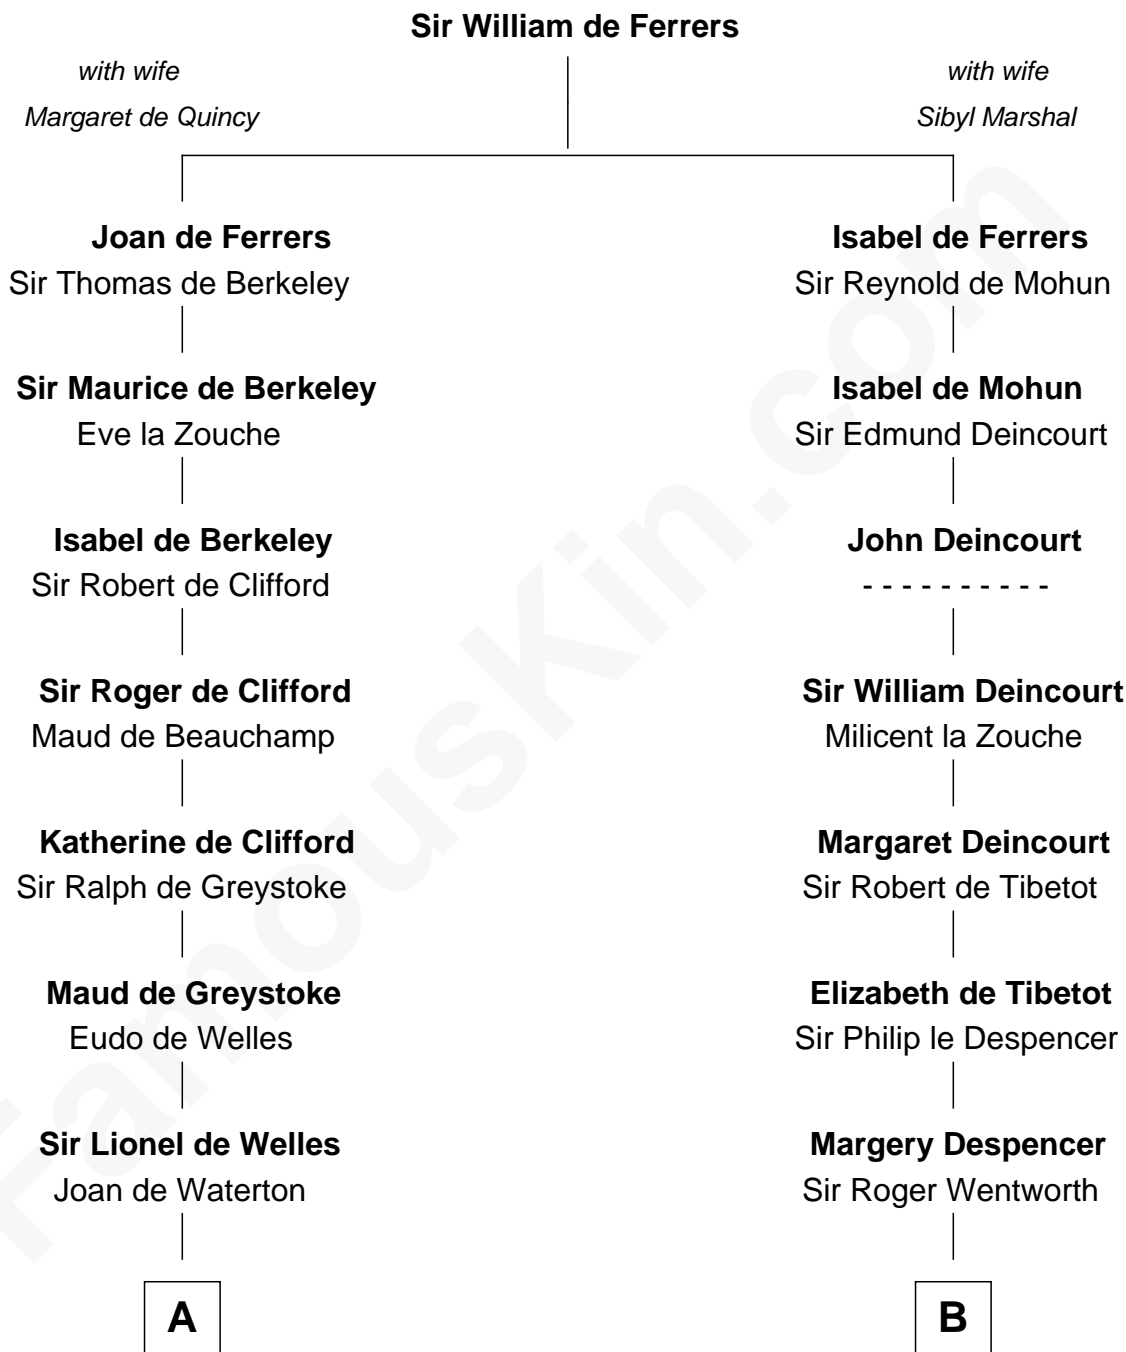 Sir William de Ferrers
with wife
Margaret de Quincy
with wife
Sibyl Marshal
Joan de Ferrers
Sir Thomas de Berkeley
Isabel de Ferrers
Sir Reynold de Mohun
Sir Maurice de Berkeley
Eve la Zouche
Isabel de Mohun
Sir Edmund Deincourt
Isabel de Berkeley
Sir Robert de Clifford
John Deincourt
- - - - - - - - - -
Sir Roger de Clifford
Maud de Beauchamp
Sir William Deincourt
Milicent la Zouche
Katherine de Clifford
Sir Ralph de Greystoke
Margaret Deincourt
Sir Robert de Tibetot
Maud de Greystoke
Eudo de Welles
Elizabeth de Tibetot
Sir Philip le Despencer
Sir Lionel de Welles
Joan de Waterton
Margery Despencer
Sir Roger Wentworth
A
B
FamousKin.com